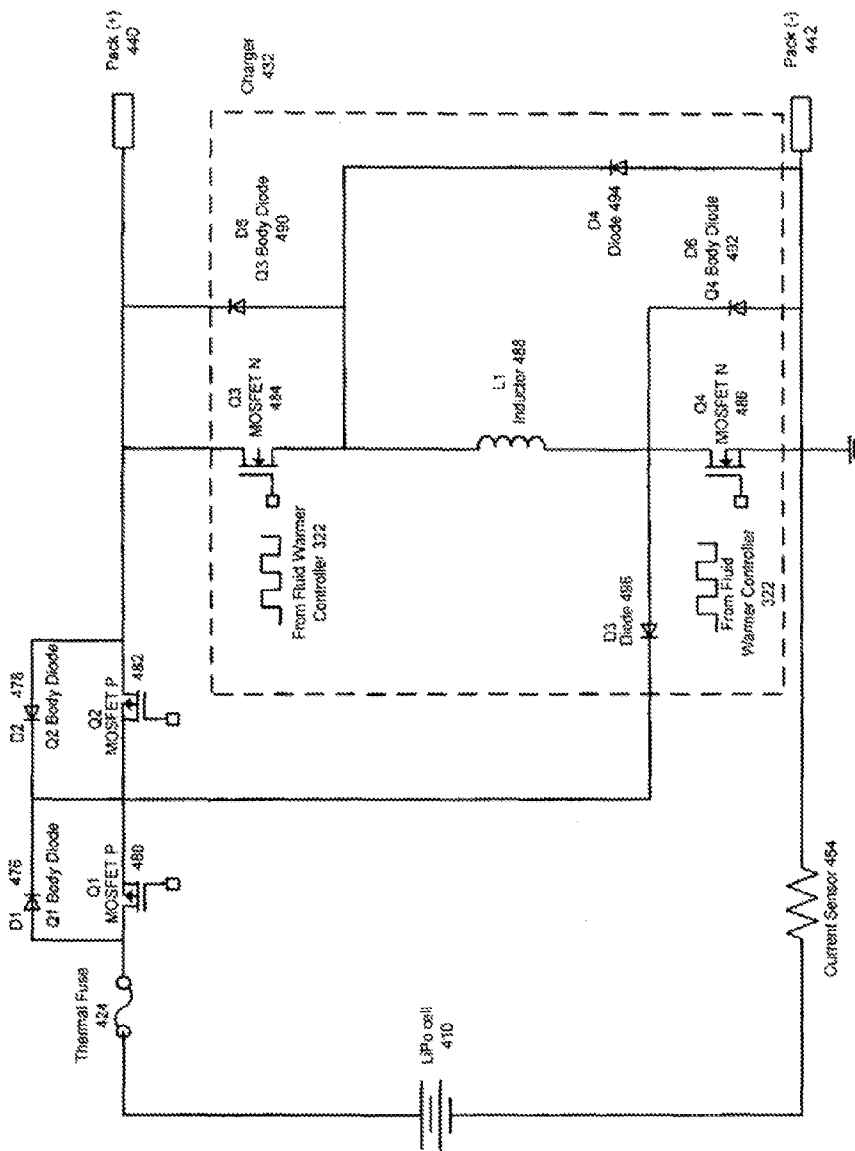 Pack (+)
440
Charger
432
D5
Q3 Body Diode
490
Q3
MOSFET N
484
From Fluid Warmer
Controller 322
D2
478
Q2 Body Diode
Q2
MOSFET P
482
D1
476
Q1 Body Diode
Q1
MOSFET P
480
Thermal Fuse
424
LiPo cell
410
L1
Inductor 488
D4
Diode 494
D6
Q4 Body Diode
492
Q4
MOSFET N
486
From Fluid
Warmer Controller
322
D3
Diode 496
Pack (-)
442
Current Sensor 464